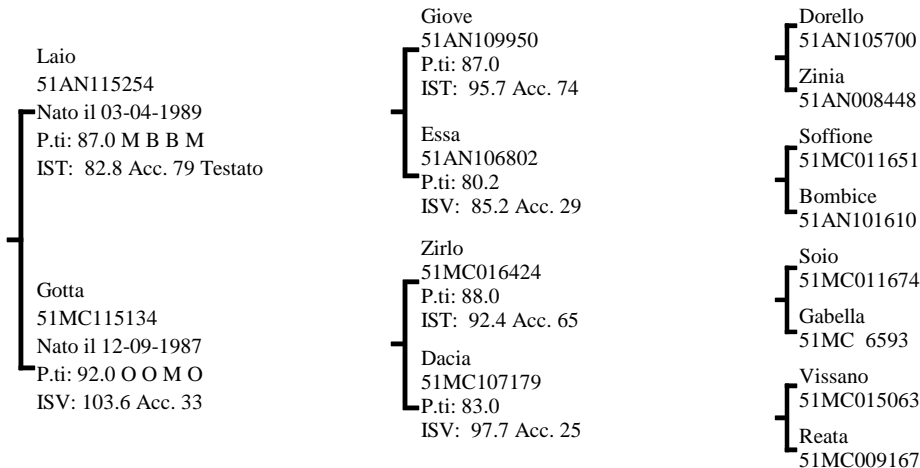 Laio
51AN115254
Nato il 03-04-1989
P.ti: 87.0 M B B M
IST:  82.8 Acc. 79 Testato
Gotta
51MC115134
Nato il 12-09-1987
P.ti: 92.0 O O M O
ISV: 103.6 Acc. 33
Giove
51AN109950
P.ti: 87.0
IST:  95.7 Acc. 74
Essa
51AN106802
P.ti: 80.2
ISV:  85.2 Acc. 29
Zirlo
51MC016424
P.ti: 88.0
IST:  92.4 Acc. 65
Dacia
51MC107179
P.ti: 83.0
ISV:  97.7 Acc. 25
Dorello
51AN105700
Zinia
51AN008448
Soffione
51MC011651
Bombice
51AN101610
Soio
51MC011674
Gabella
51MC  6593
Vissano
51MC015063
Reata
51MC009167